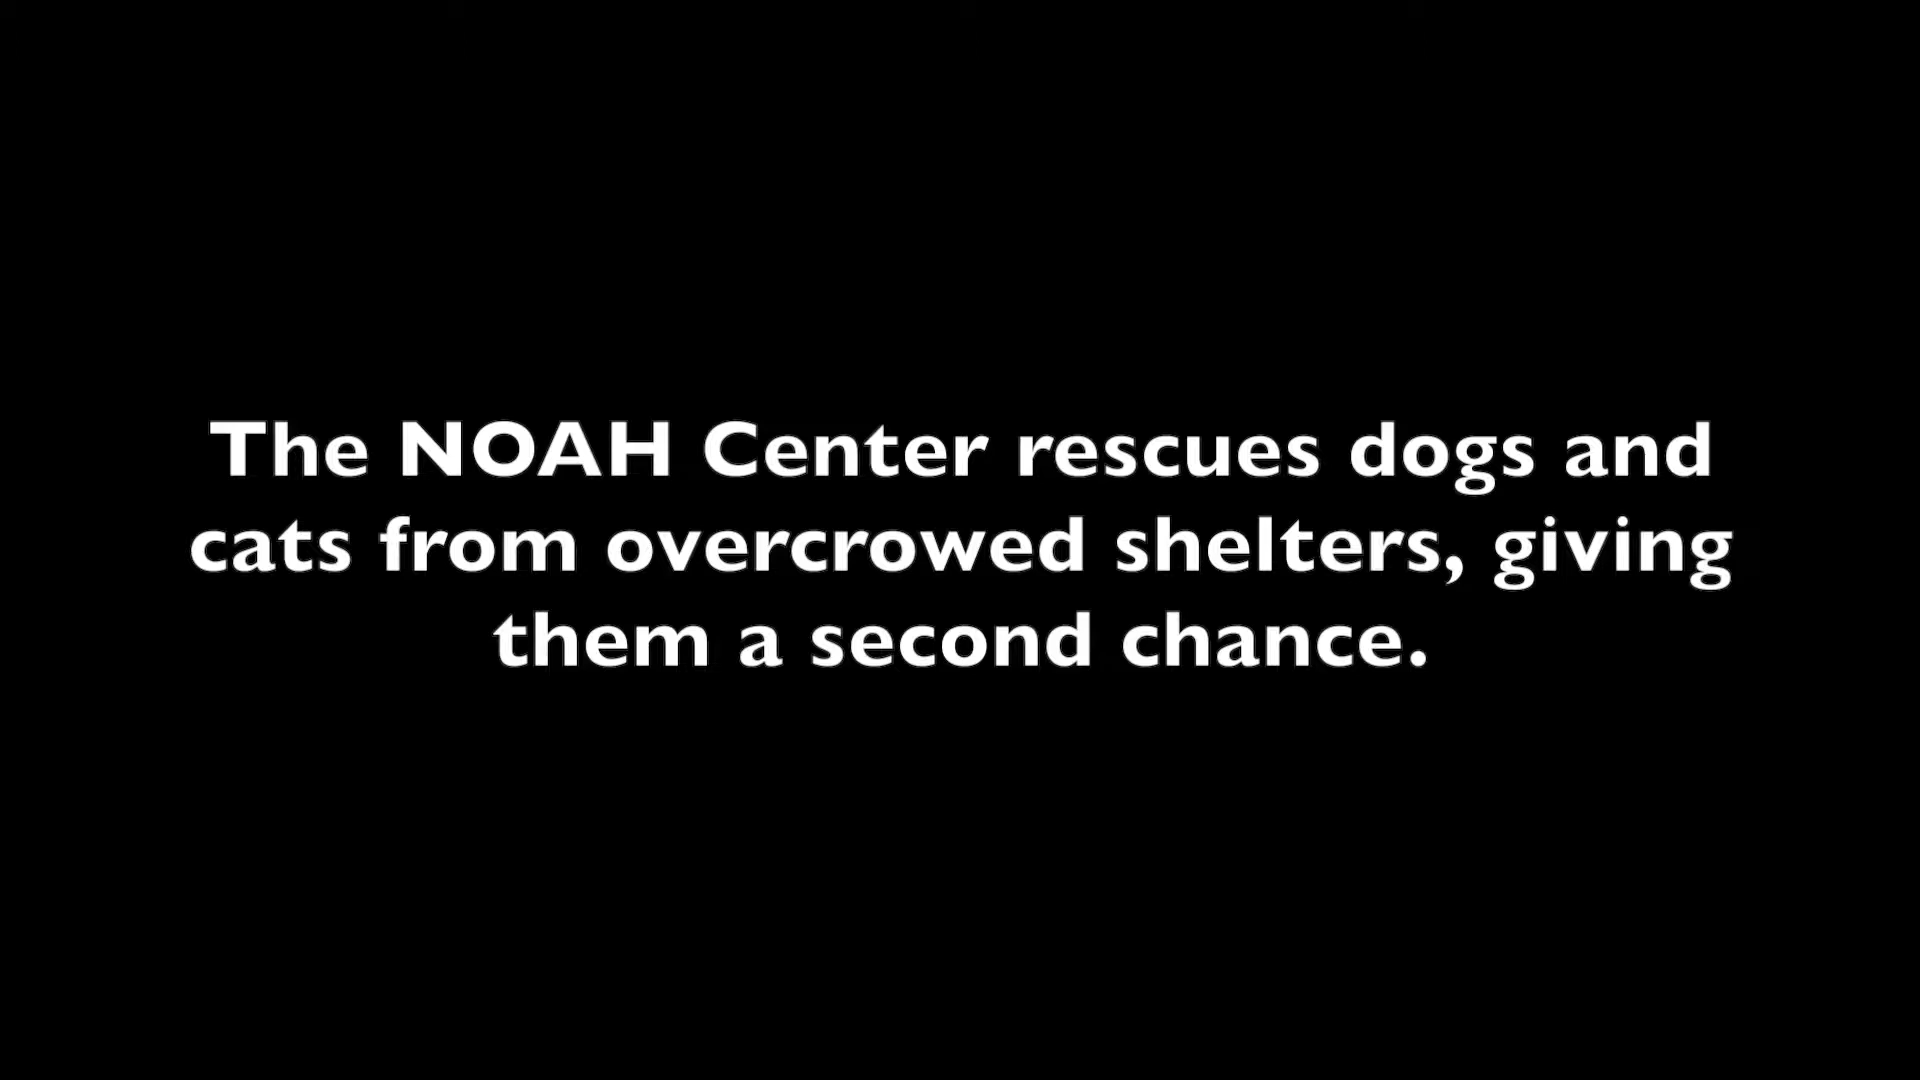 The NOAH Center rescues dogs and
cats from overcrowed shelters, giving
them a second chance.